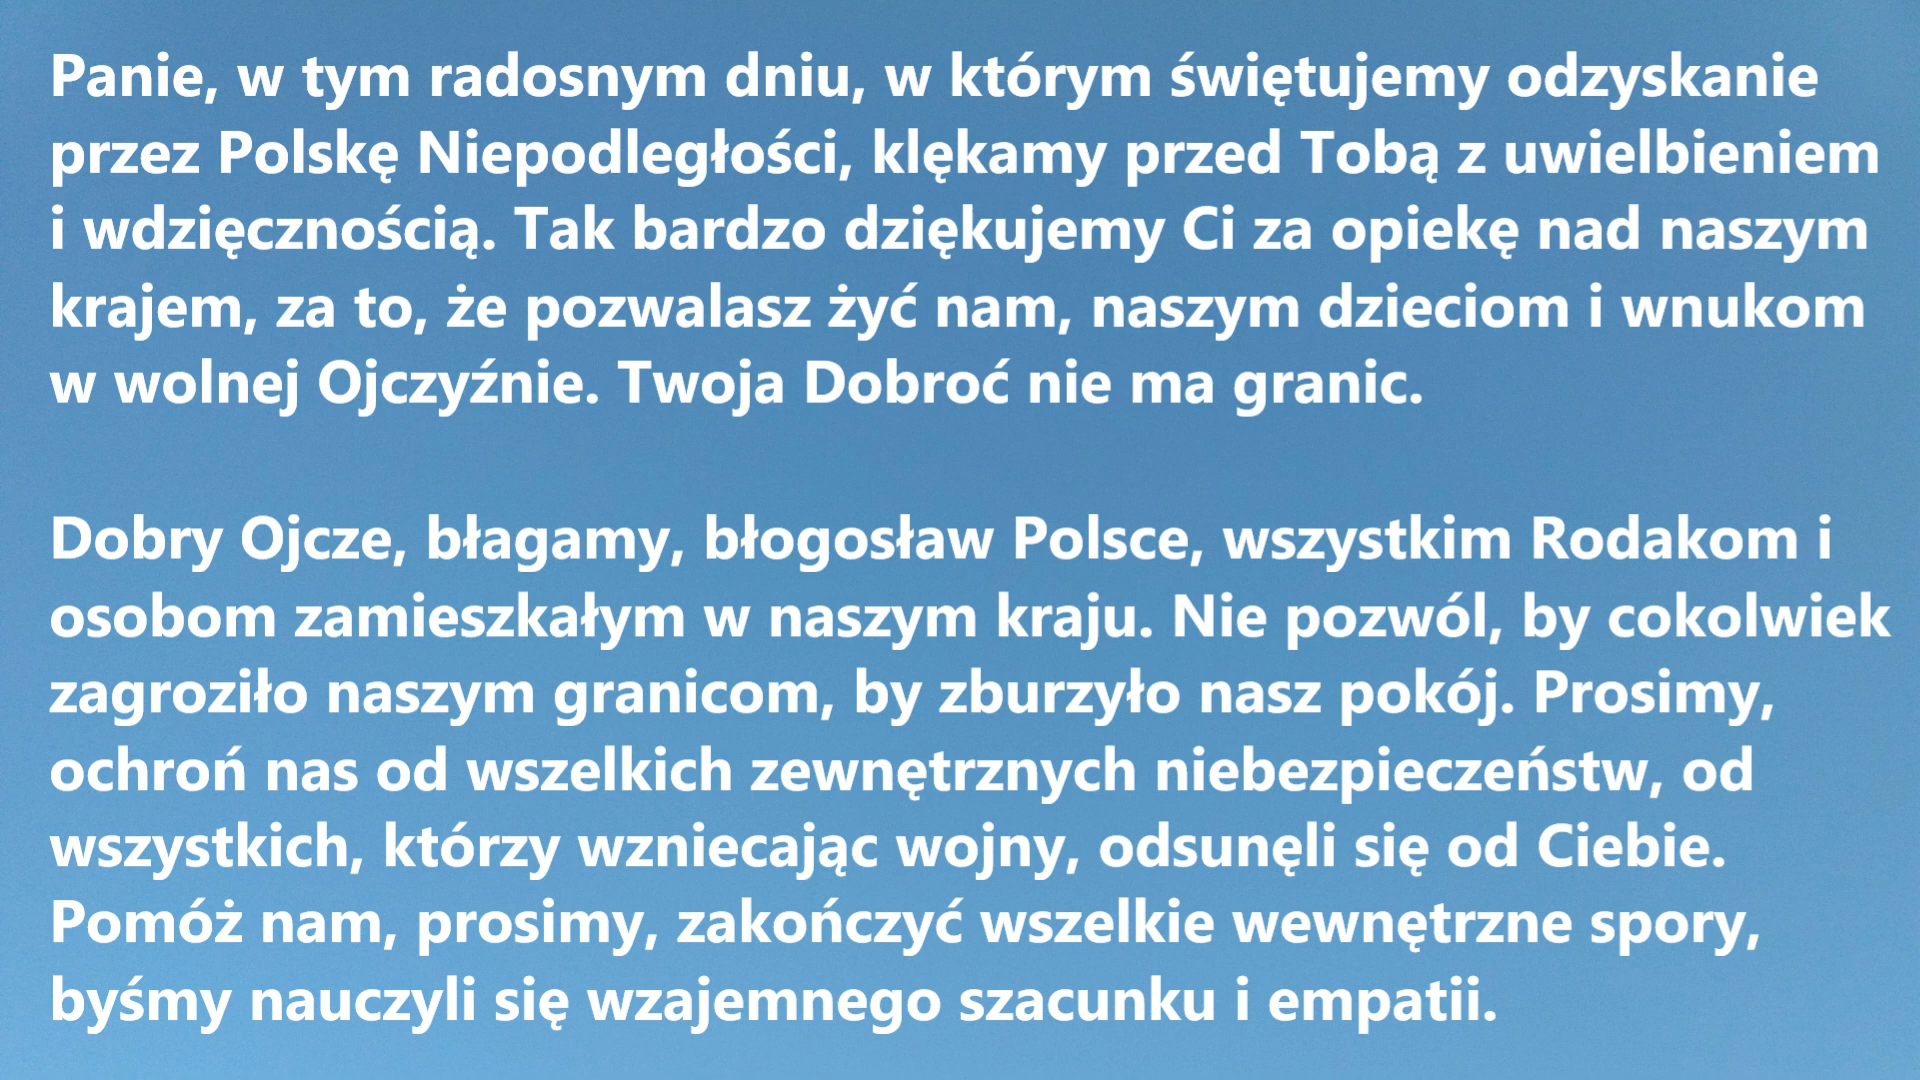 Panie, w tym radosnym dniu, w którym świętujemy odzyskanie
przez Polskę Niepodległości, klękamy przed Tobą z uwielbieniem
i wdzięcznością. Tak bardzo dziękujemy Ci za opiekę nad naszym
krajem, za to, że pozwalasz żyć nam, naszym dzieciom i wnukom
w wolnej Ojczyźnie. Twoja Dobroć nie ma granic.
Dobry Ojcze, błagamy, błogosław Polsce, wszystkim Rodakom i
osobom zamieszkałym w naszym kraju. Nie pozwól, by cokolwiek
zagroziło naszym granicom, by zburzyło nasz pokój. Prosimy,
ochroń nas od wszelkich zewnętrznych niebezpieczeństw, od
wszystkich, którzy wzniecając wojny, odsunęli się od Ciebie.
Pomóż nam, prosimy, zakończyć wszelkie wewnętrzne spory,
byśmy nauczyli się wzajemnego szacunku i empatii.